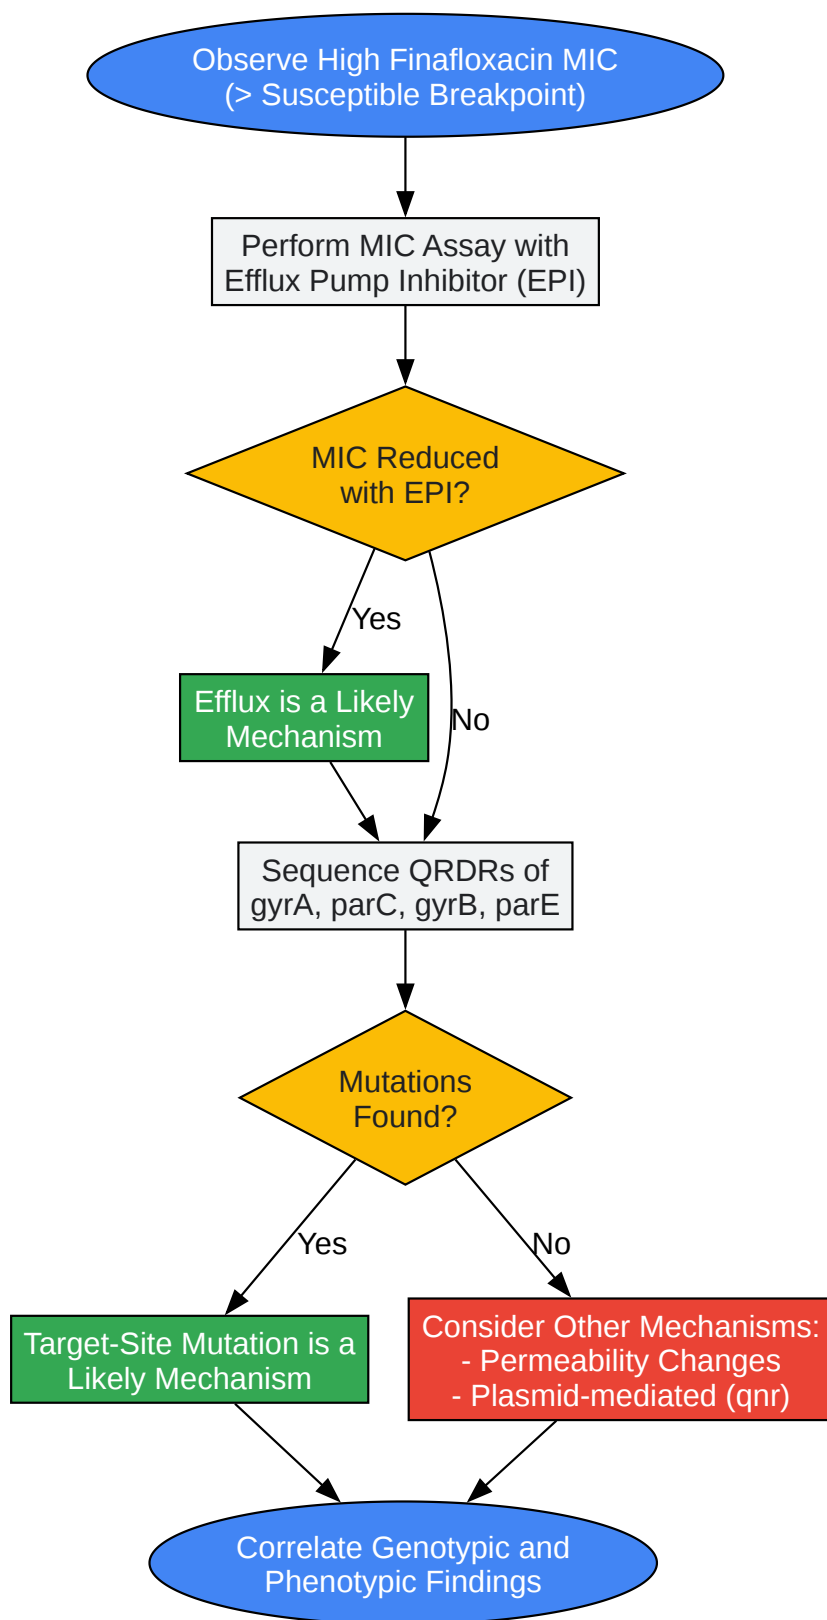 Observe High Finafloxacin MIC
(> Susceptible Breakpoint)
Perform MIC Assay with
Efflux Pump Inhibitor (EPI)
MIC Reduced
with EPI?
Yes
Efflux is a Likely
Mechanism
No
Sequence QRDRs of
gyrA, parC, gyrB, parE
Mutations
Found?
Yes
No
Target-Site Mutation is a
Likely Mechanism
Consider Other Mechanisms:
- Permeability Changes
- Plasmid-mediated (qnr)
Correlate Genotypic and
Phenotypic Findings